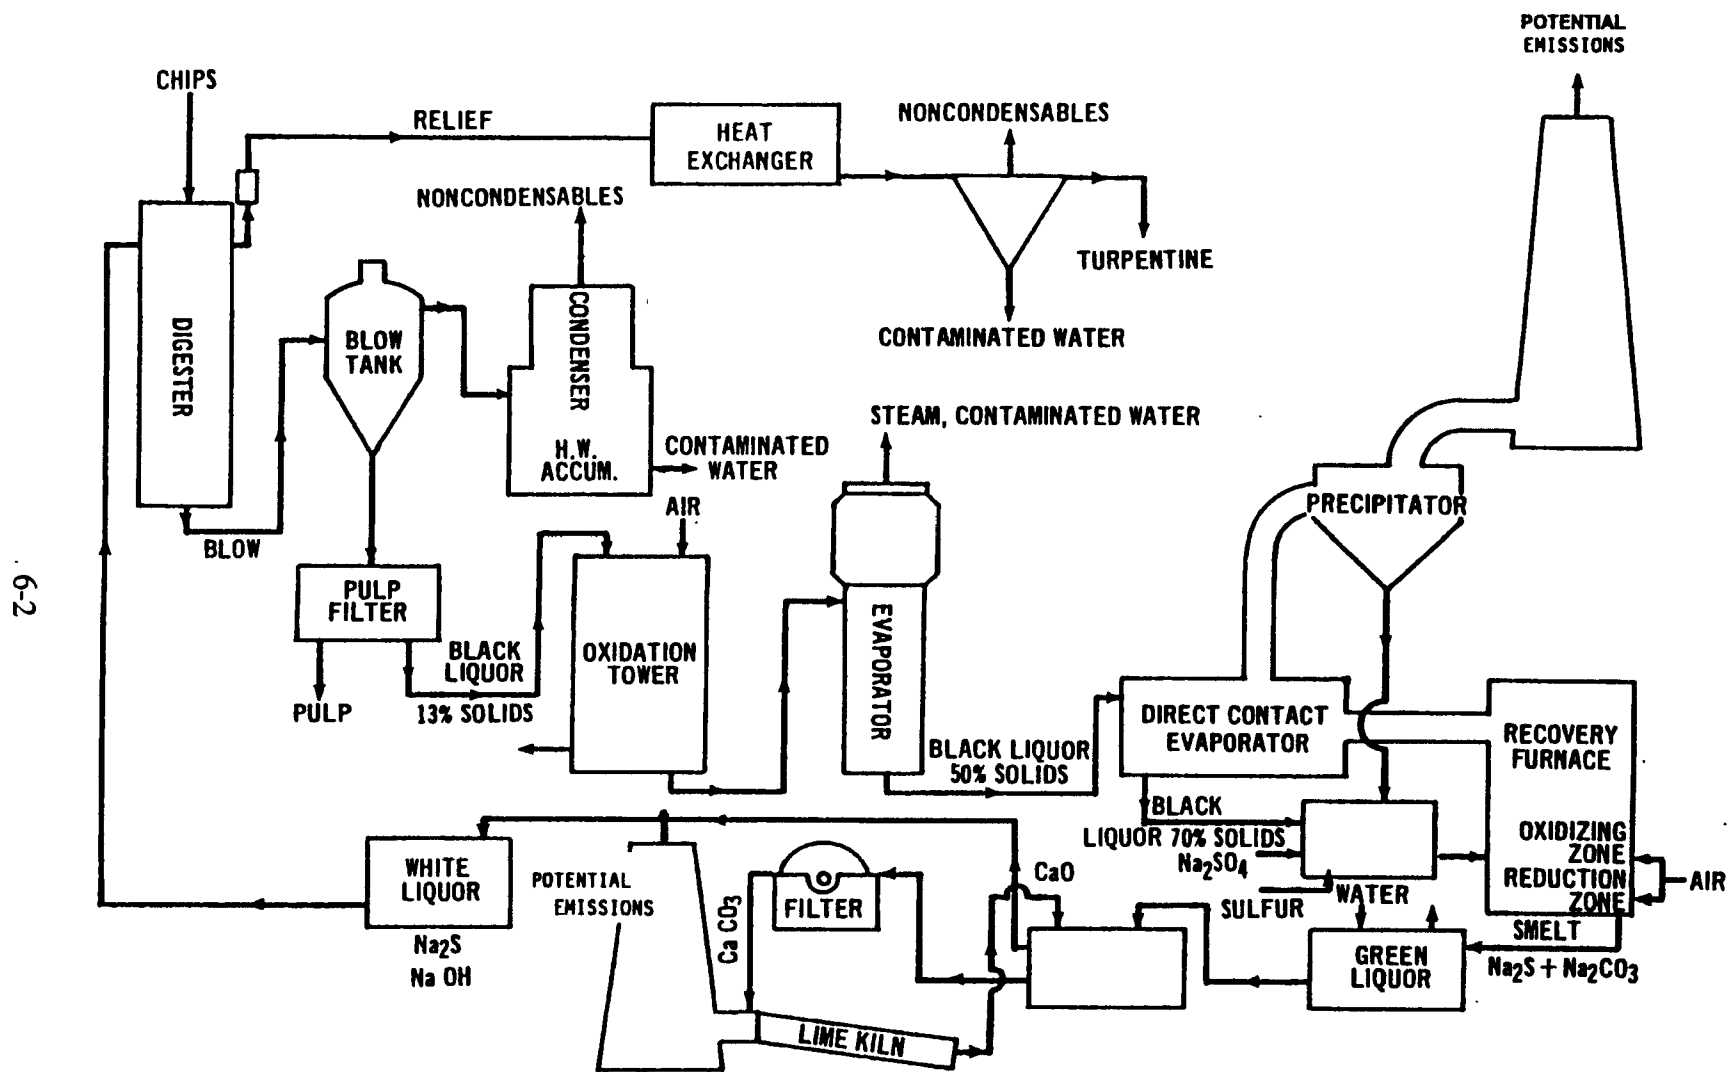 POTENTIAL
EMISSIONS
CHIPS
RELIEF
HEAT
EXCHANGER
NONCONDENSABLES
NONCONDENSABLES
TURPENTINE
CONTAMINATED WATER
DIGESTER
BLOW
TANK
CONDENSER
H.W.
ACCUM.
CONTAMINATED
WATER
STEAM, CONTAMINATED WATER
PRECIPITATOR
AIR
BLOW
6-2
PULP
FILTER
BLACK
LIQUOR
13% SOLIDS
PULP
OXIDATION
TOWER
EVAPORATOR
BLACK LIQUOR
50% SOLIDS
DIRECT CONTACT
EVAPORATOR
RECOVERY
FURNACE
OXIDIZING
ZONE
REDUCTION
ZONE
AIR
BLACK
LIQUOR 70% SOLIDS
Na2SO4
SULFUR
WATER
SMELT
Na2S + Na2CO3
GREEN
LIQUOR
CaO
WHITE
LIQUOR
Na2S
Na OH
POTENTIAL
EMISSIONS
Ca CO3
FILTER
LIME KILN